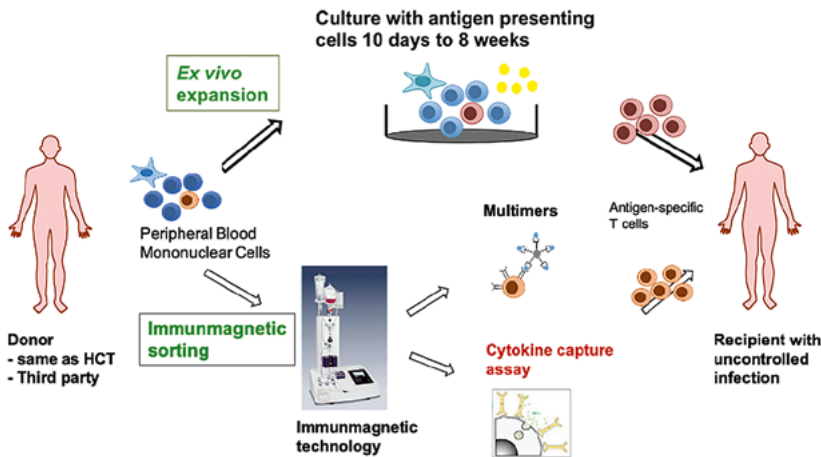 Culture with antigen presenting
cells 10 days to 8 weeks
Ex vivo
expansion
Peripheral Blood
Mononuclear Cells
Multimers
Antigen-specific
T cells
Donor
- same as HCT
- Third party
Immunmagnetic
sorting
Immunmagnetic
technology
Cytokine capture
assay
Recipient with
uncontrolled
infection